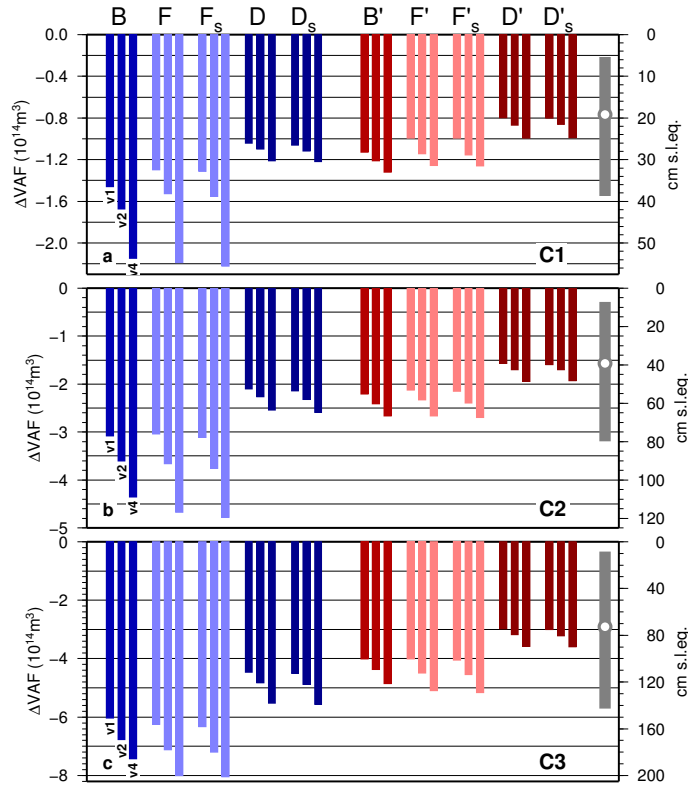 B F Fs D Ds B' F' F's D' D's
0.0 0
−0.4 10
−0.8 20
−1.2 30
−1.6 40
−2.0 50
ΔVAF (10¹⁴m³)
cm s.l.eq.
v1
v2
v4
a C1
0 0
−1 20
−2 40
−3 60
−4 80
−5 100
120
ΔVAF (10¹⁴m³)
cm s.l.eq.
v1
v2
v4
b C2
0 0
−2 40
−4 80
−6 120
−8 160
200
ΔVAF (10¹⁴m³)
cm s.l.eq.
v1
v2
v4
c C3